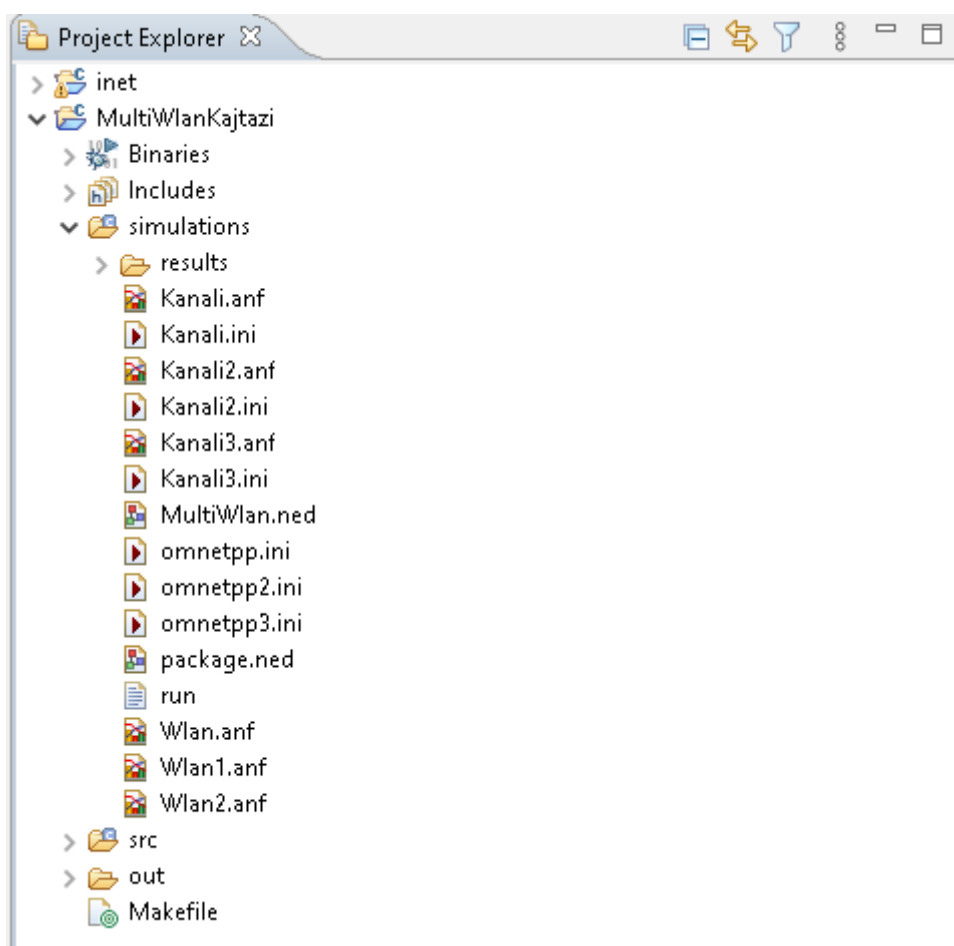 Project Explorer
inet
MultiWlanKajtazi
Binaries
Includes
simulations
results
Kanali.anf
Kanali.ini
Kanali2.anf
Kanali2.ini
Kanali3.anf
Kanali3.ini
MultiWlan.ned
omnetpp.ini
omnetpp2.ini
omnetpp3.ini
package.ned
run
Wlan.anf
Wlan1.anf
Wlan2.anf
src
out
Makefile